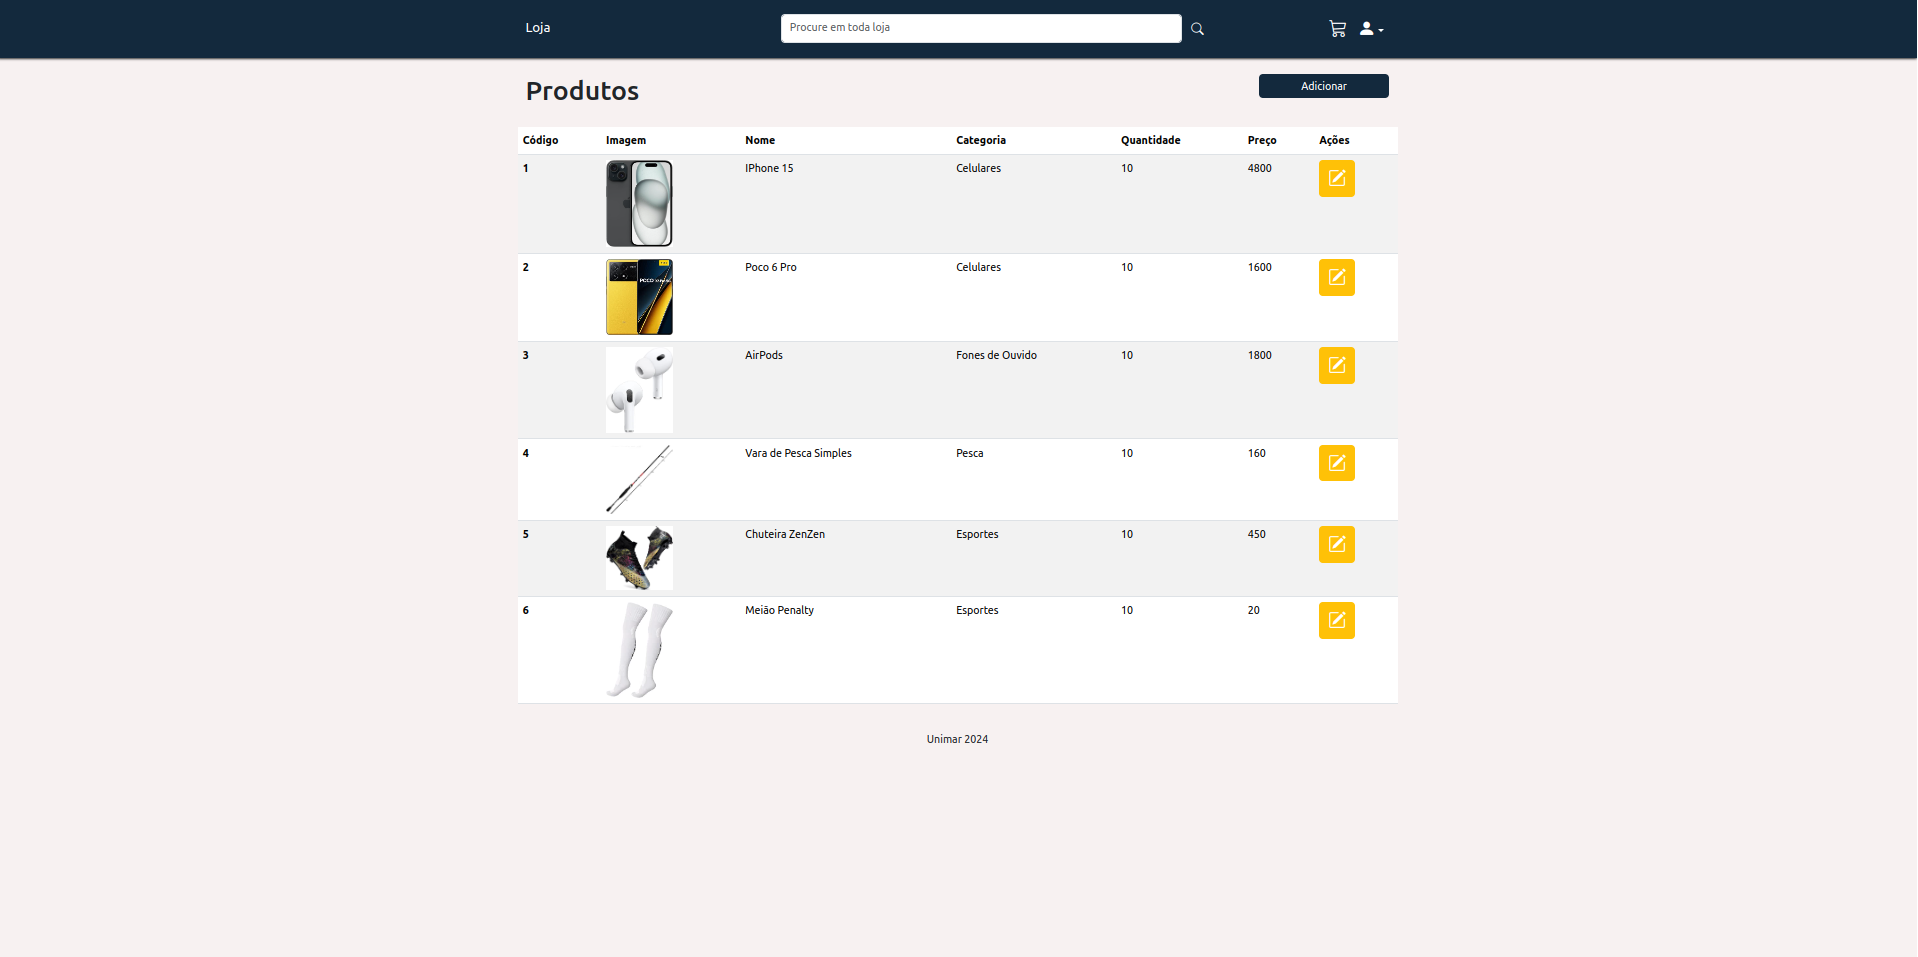 Loja
Procure em toda loja
Produtos
Adicionar
Código Imagem Nome Categoria Quantidade Preço Ações
1 IPhone 15 Celulares 10 4800
2 Poco 6 Pro Celulares 10 1600
POCO
3 AirPods Fones de Ouvido 10 1800
4 Vara de Pesca Simples Pesca 10 160
5 Chuteira ZenZen Esportes 10 450
6 Meião Penalty Esportes 10 20
Unimar 2024